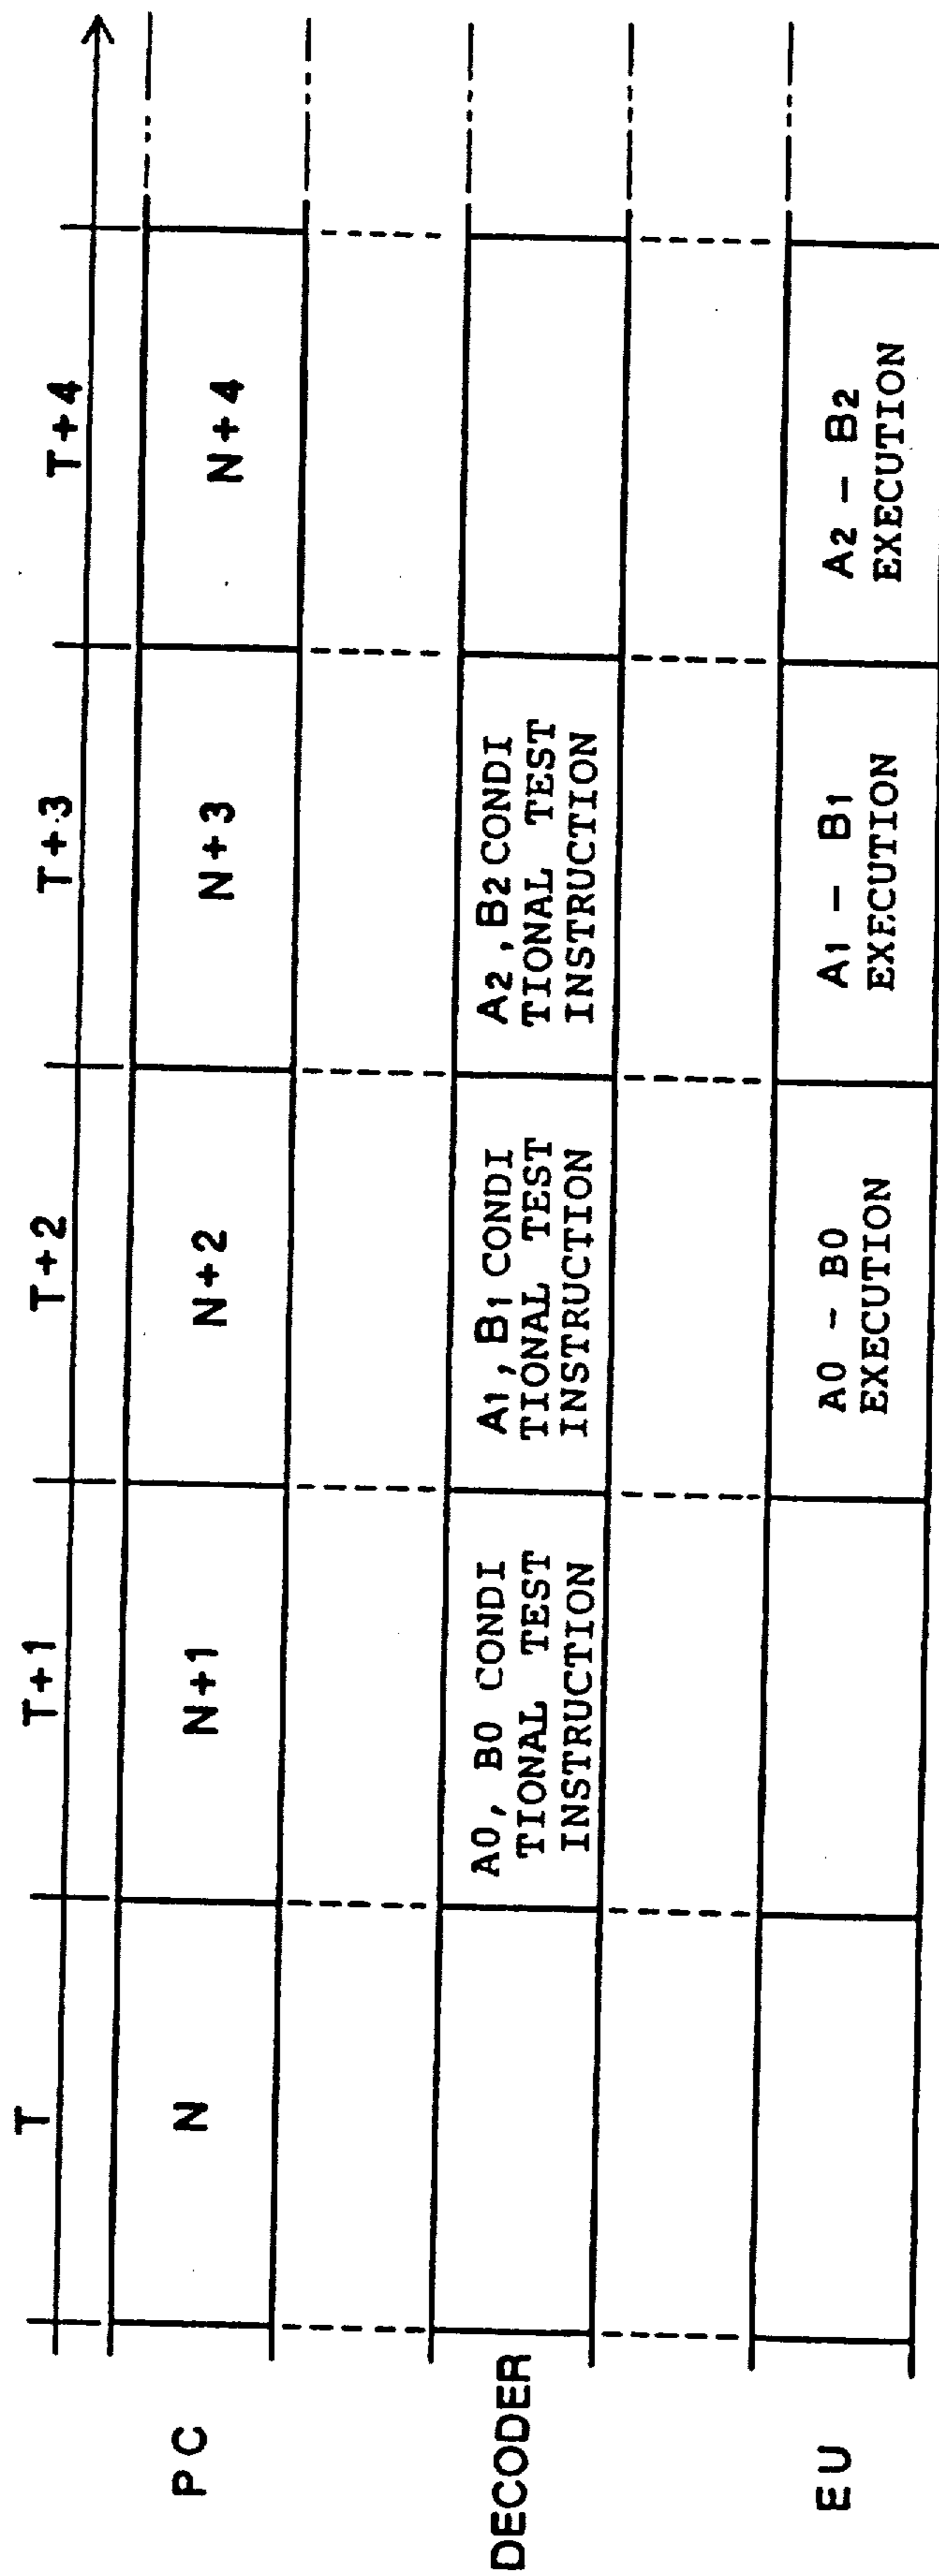 T
T+1
T+2
T+3
T+4
PC
N
N+1
N+2
N+3
N+4
DECODER
A0, B0 CONDI
TIONAL TEST
INSTRUCTION
A1, B1 CONDI
TIONAL TEST
INSTRUCTION
A2, B2 CONDI
TIONAL TEST
INSTRUCTION
EU
A0 - B0
EXECUTION
A1 - B1
EXECUTION
A2 - B2
EXECUTION